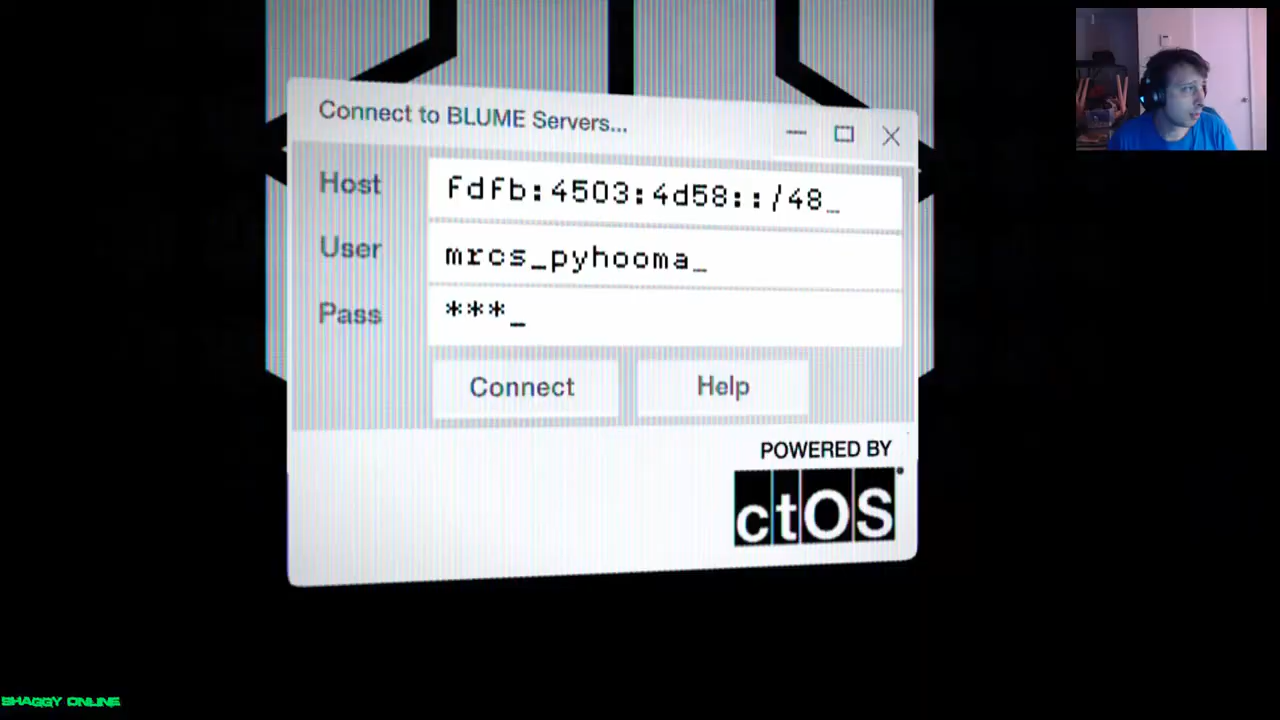 Connect to BLUME Servers...
Host fdfb:4503:4d58::/48_
User mrcs_pyhooma_
Pass ***_
Connect Help
POWERED BY
ctOS
SHAGGY ONLINE